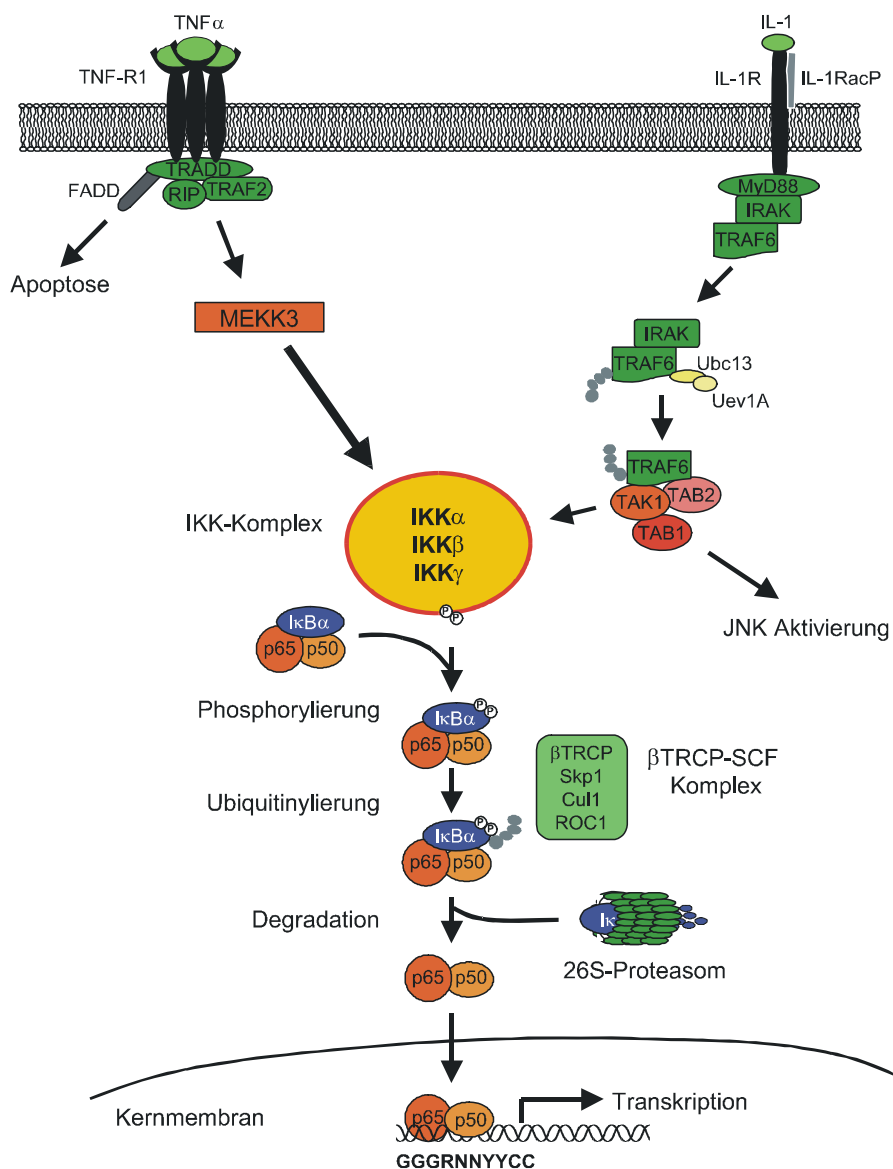 TNFα
IL-1
TNF-R1
IL-1R
IL-1RacP
TRADD
FADD
RIP
TRAF2
MyD88
IRAK
TRAF6
Apoptose
MEKK3
IRAK
TRAF6
Ubc13
Uev1A
TRAF6
TAK1
TAB2
TAB1
IKK-Komplex
IKKα
IKKβ
IKKγ
P
P
JNK Aktivierung
IκBα
p65
p50
Phosphorylierung
P
P
IκBα
p65
p50
βTRCP
Skp1
Cul1
ROC1
βTRCP-SCF
Komplex
Ubiquitinylierung
P
P
IκBα
p65
p50
Degradation
Iκ
26S-Proteasom
p65
p50
Kernmembran
p65
p50
Transkription
GGGRNNYYCC